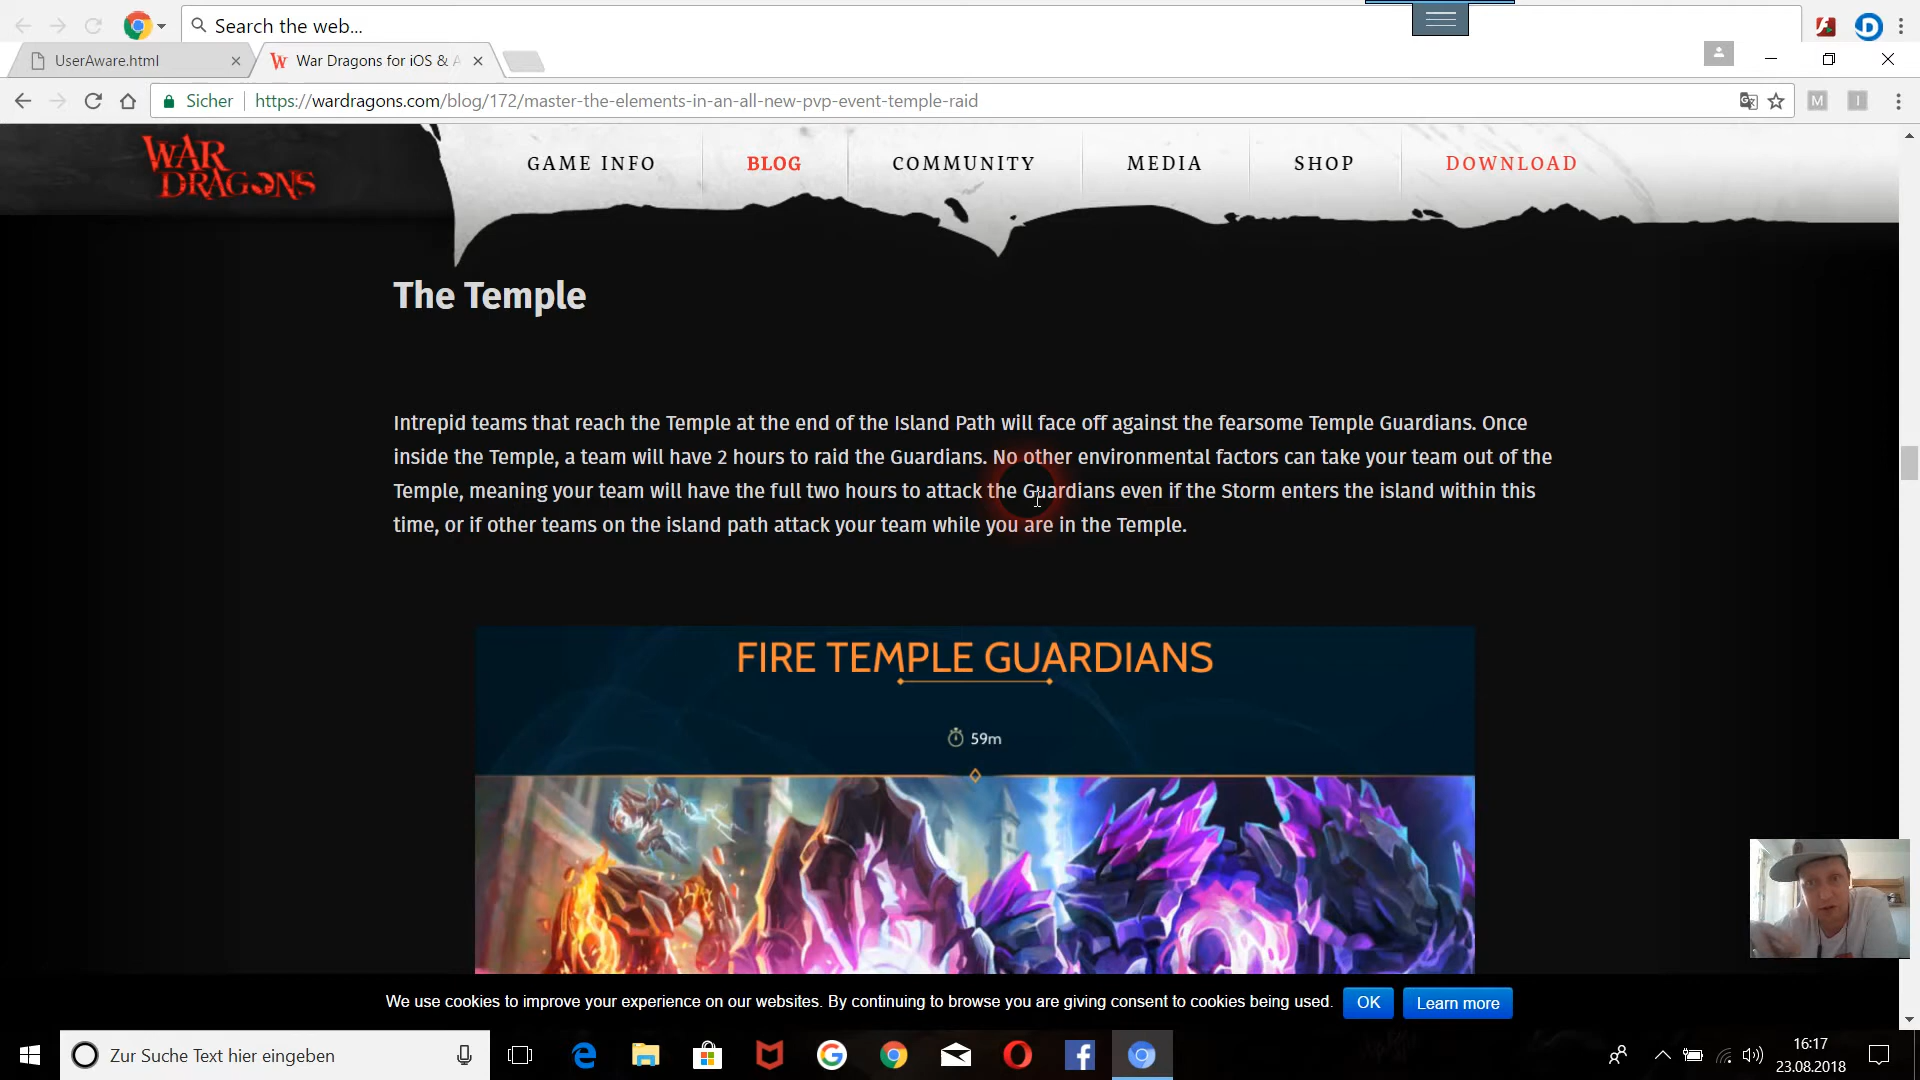 Search the web...
UserAware.html
War Dragons for iOS & A
Sicher
https://wardragons.com/blog/172/master-the-elements-in-an-all-new-pvp-event-temple-raid
WAR DRAGONS
GAME INFO
BLOG
COMMUNITY
MEDIA
SHOP
DOWNLOAD
The Temple
Intrepid teams that reach the Temple at the end of the Island Path will face off against the fearsome Temple Guardians. Once
inside the Temple, a team will have 2 hours to raid the Guardians. No other environmental factors can take your team out of the
Temple, meaning your team will have the full two hours to attack the Guardians even if the Storm enters the island within this
time, or if other teams on the island path attack your team while you are in the Temple.
FIRE TEMPLE GUARDIANS
59m
We use cookies to improve your experience on our websites. By continuing to browse you are giving consent to cookies being used.
OK
Learn more
Zur Suche Text hier eingeben
16:17
23.08.2018